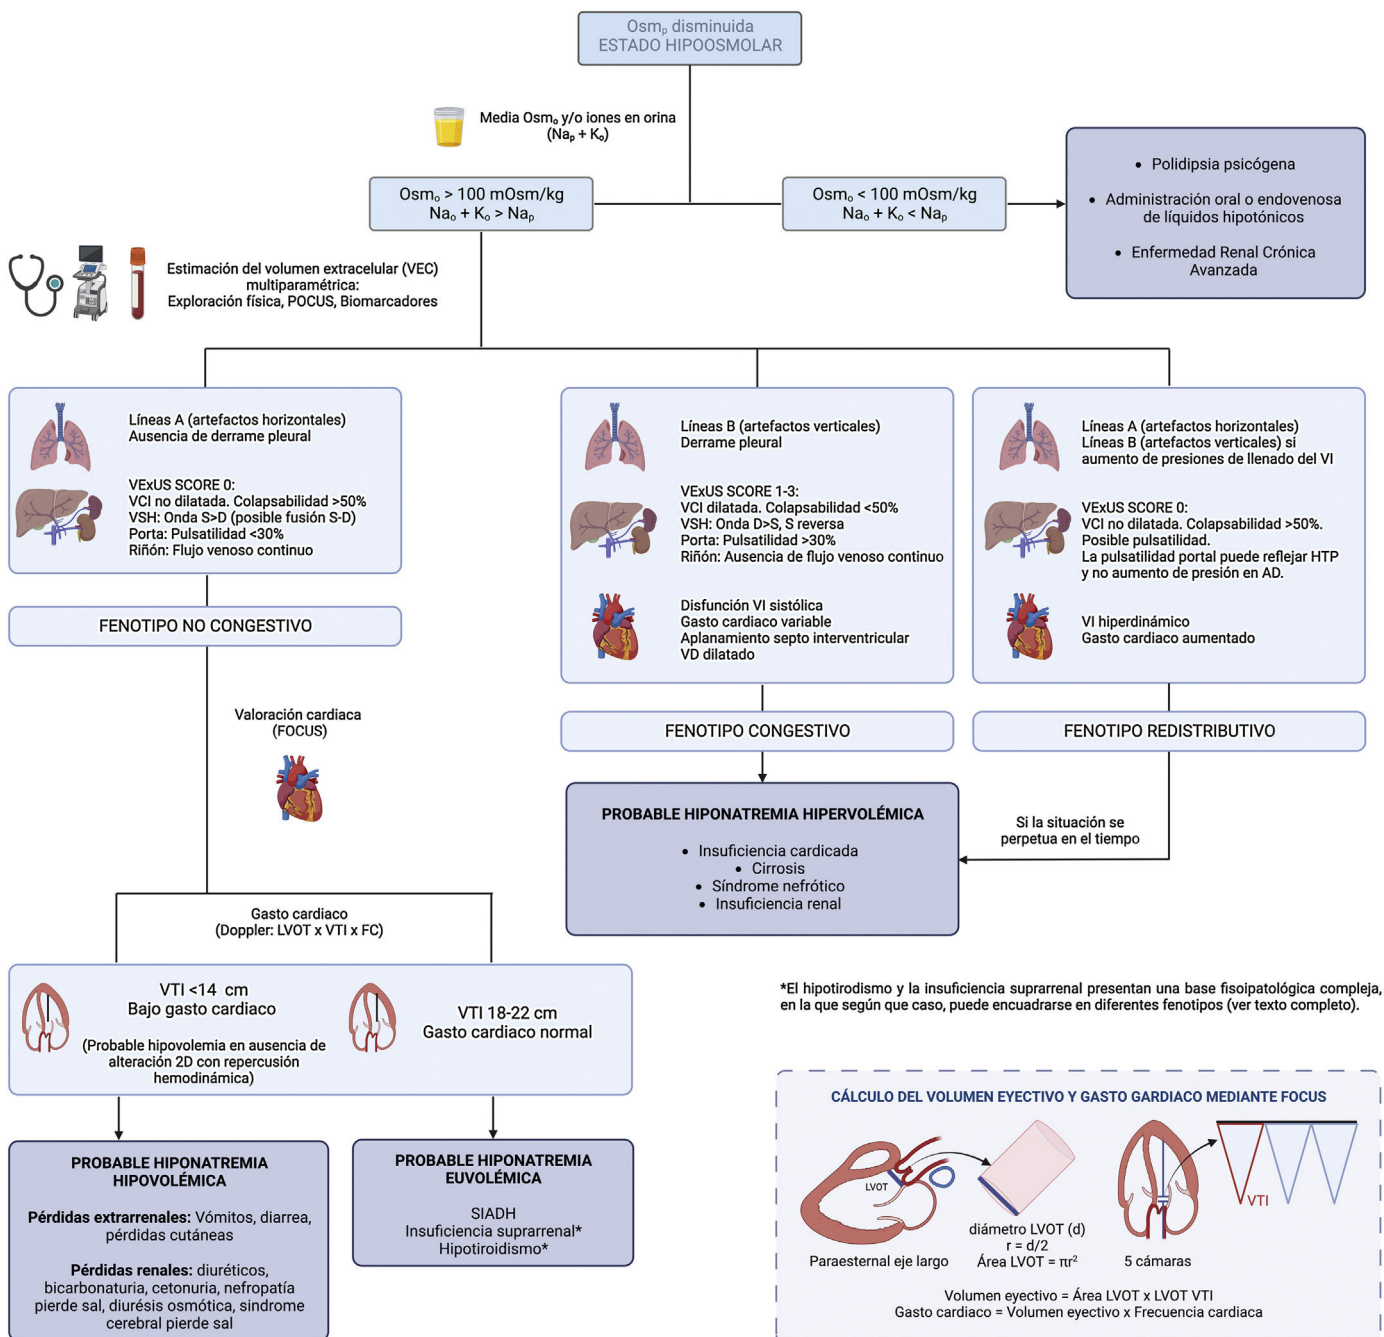 Osmₚ disminuida
ESTADO HIPOOSMOLAR
Media Osmₒ y/o iones en orina
(Naₚ + Kₒ)
Osmₒ > 100 mOsm/kg
Naₒ + Kₒ > Naₚ
Osmₒ < 100 mOsm/kg
Naₒ + Kₒ < Naₚ
• Polidipsia psicógena
• Administración oral o endovenosa
de líquidos hipotónicos
• Enfermedad Renal Crónica
Avanzada
Estimación del volumen extracelular (VEC)
multiparamétrica:
Exploración física, POCUS, Biomarcadores
Líneas A (artefactos horizontales)
Ausencia de derrame pleural
VExUS SCORE 0:
VCI no dilatada. Colapsabilidad >50%
VSH: Onda S>D (posible fusión S-D)
Porta: Pulsatilidad <30%
Riñón: Flujo venoso continuo
FENOTIPO NO CONGESTIVO
Líneas B (artefactos verticales)
Derrame pleural
VExUS SCORE 1-3:
VCI dilatada. Colapsabilidad <50%
VSH: Onda D>S, S reversa
Porta: Pulsatilidad >30%
Riñón: Ausencia de flujo venoso continuo
Disfunción VI sistólica
Gasto cardiaco variable
Aplanamiento septo interventricular
VD dilatado
FENOTIPO CONGESTIVO
Líneas A (artefactos horizontales)
Líneas B (artefactos verticales) si
aumento de presiones de llenado del VI
VExUS SCORE 0:
VCI no dilatada. Colapsabilidad >50%.
Posible pulsatilidad.
La pulsatilidad portal puede reflejar HTP
y no aumento de presión en AD.
VI hiperdinámico
Gasto cardiaco aumentado
FENOTIPO REDISTRIBUTIVO
Valoración cardiaca
(FOCUS)
PROBABLE HIPONATREMIA HIPERVOLÉMICA
• Insuficiencia cardicada
• Cirrosis
• Síndrome nefrótico
• Insuficiencia renal
Si la situación se
perpetua en el tiempo
Gasto cardiaco
(Doppler: LVOT x VTI x FC)
VTI <14 cm
Bajo gasto cardiaco
(Probable hipovolemia en ausencia de
alteración 2D con repercusión
hemodinámica)
VTI 18-22 cm
Gasto cardiaco normal
PROBABLE HIPONATREMIA
HIPOVOLÉMICA
Pérdidas extrarrenales: Vómitos, diarrea,
pérdidas cutáneas
Pérdidas renales: diuréticos,
bicarbonaturia, cetonuria, nefropatía
pierde sal, diurésis osmótica, sindrome
cerebral pierde sal
PROBABLE HIPONATREMIA
EUVOLÉMICA
SIADH
Insuficiencia suprarrenal*
Hipotiroidismo*
*El hipotirodismo y la insuficiencia suprarrenal presentan una base fisoipatológica compleja,
en la que según que caso, puede encuadrarse en diferentes fenotipos (ver texto completo).
CÁLCULO DEL VOLUMEN EYECTIVO Y GASTO GARDIACO MEDIANTE FOCUS
LVOT
VTI
Paraesternal eje largo
diámetro LVOT (d)
r = d/2
Área LVOT = πr²
5 cámaras
Volumen eyectivo = Área LVOT x LVOT VTI
Gasto cardiaco = Volumen eyectivo x Frecuencia cardiaca